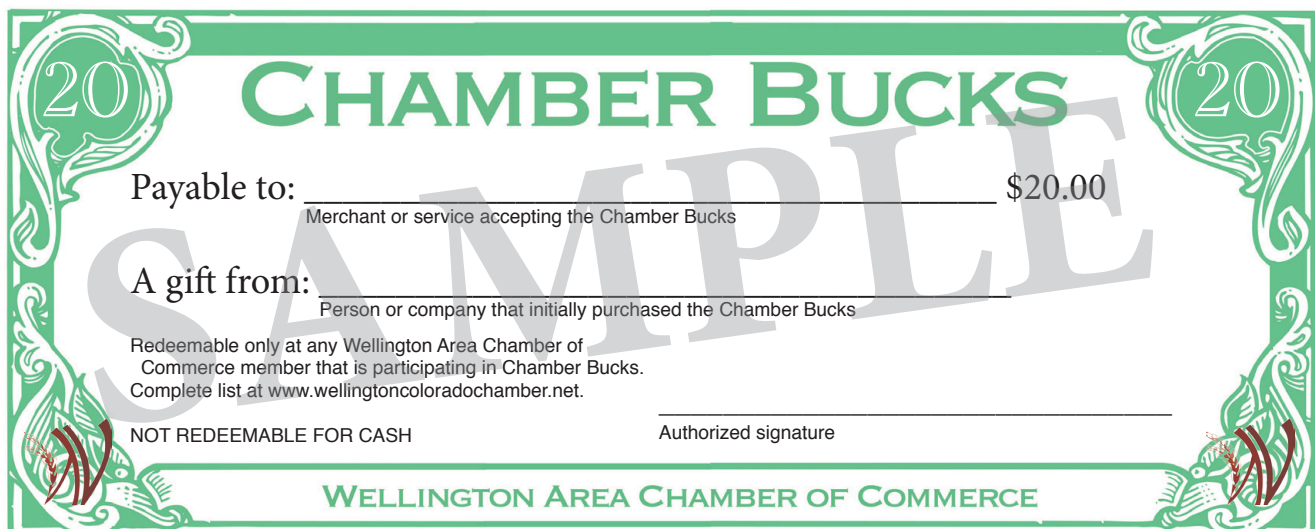 20 CHAMBER BUCKS 20
Payable to: $20.00
Merchant or service accepting the Chamber Bucks
A gift from:
Person or company that initially purchased the Chamber Bucks
SAMPLE
Redeemable only at any Wellington Area Chamber of
Commerce member that is participating in Chamber Bucks.
Complete list at www.wellingtoncoloradochamber.net.
NOT REDEEMABLE FOR CASH
Authorized signature
WELLINGTON AREA CHAMBER OF COMMERCE